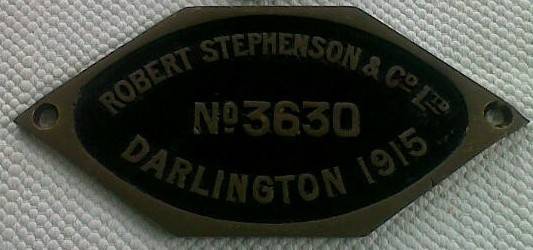 ROBERT STEPHENSON & Co LTD
No 3630
DARLINGTON 1915